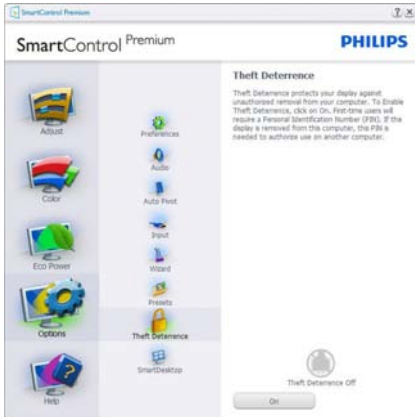 SmartControl Premium
SmartControl Premium
PHILIPS
Adjust
Color
Eco Power
Options
Help
Preferences
Audio
Auto Pivot
Input
Wizard
Presets
Theft Deterrence
SmartDesktop
Theft Deterrence
Theft Deterrence protects your display against
unauthorized removal from your computer. To Enable
Theft Deterrence, click on On. First-time users will
require a Personal Identification Number (PIN). If the
display is removed from this computer, the PIN is
needed to authorize use on another computer.
Theft Deterrence Off
On